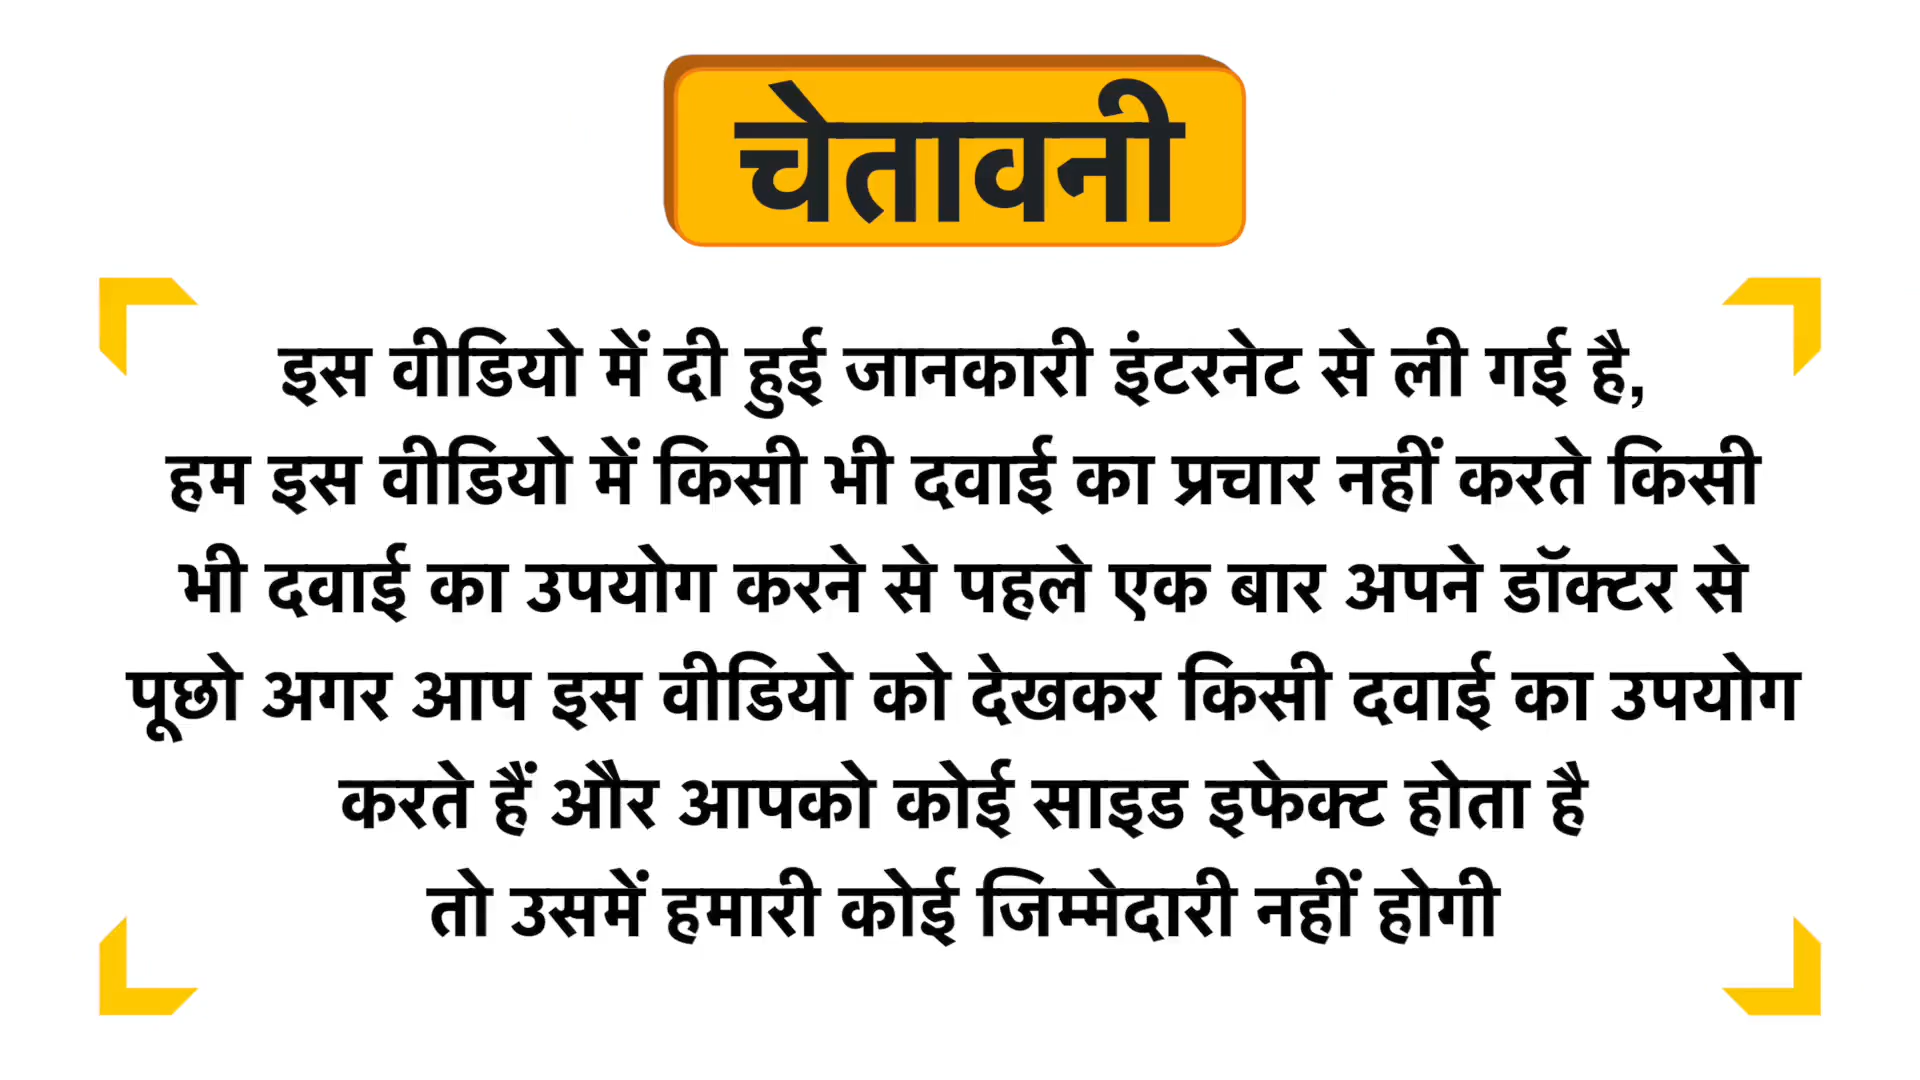 चेतावनी
इस वीडियो में दी हुई जानकारी इंटरनेट से ली गई है,
हम इस वीडियो में किसी भी दवाई का प्रचार नहीं करते किसी
भी दवाई का उपयोग करने से पहले एक बार अपने डॉक्टर से
पूछो अगर आप इस वीडियो को देखकर किसी दवाई का उपयोग
करते हैं और आपको कोई साइड इफेक्ट होता है
तो उसमें हमारी कोई जिम्मेदारी नहीं होगी